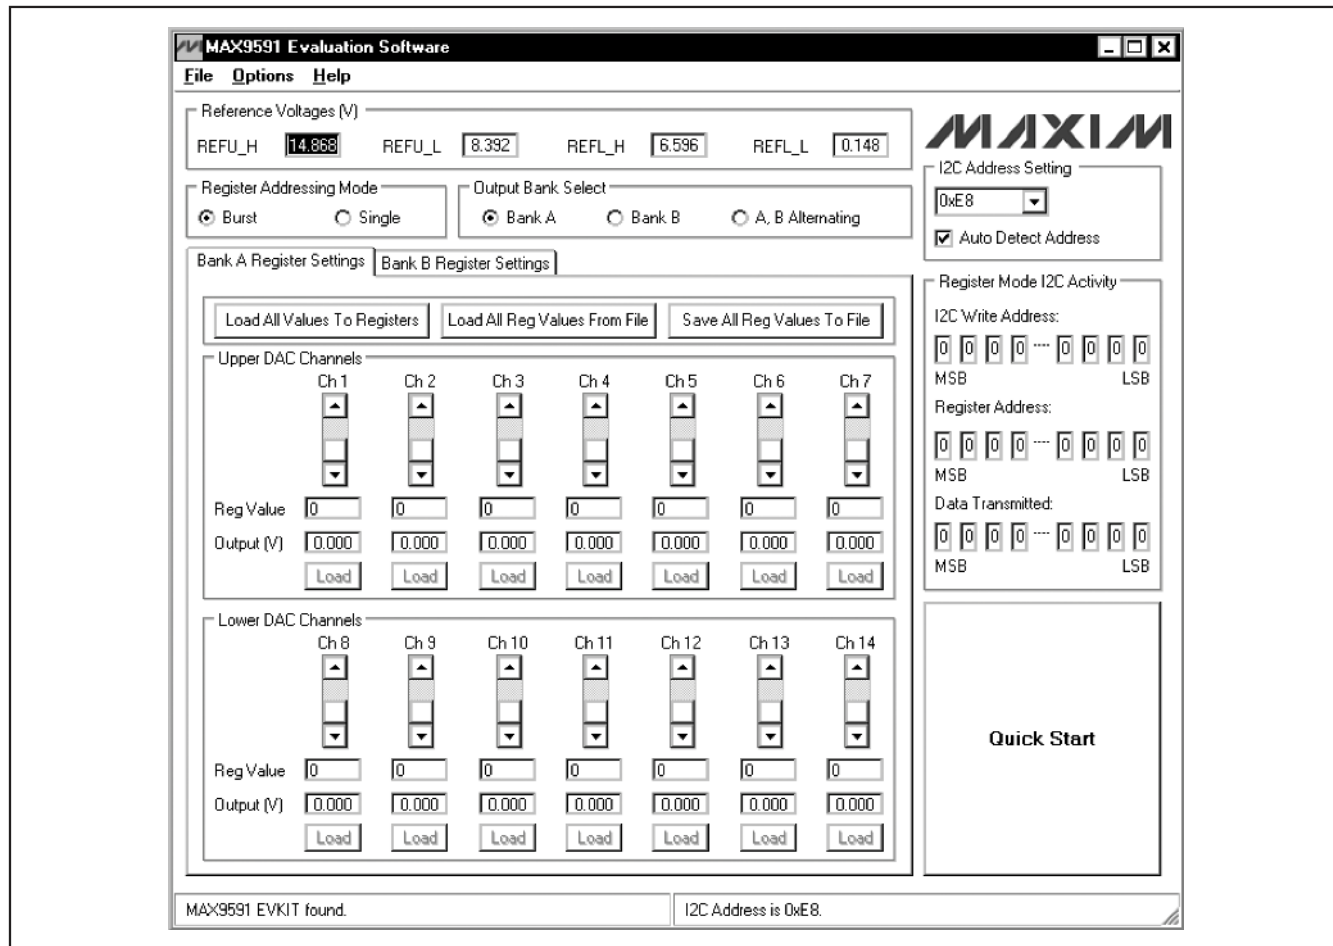 MAX9591 Evaluation Software
File Options Help
Reference Voltages (V)
REFU_H 14.868 REFU_L 8.392 REFL_H 6.596 REFL_L 0.148
MAXIM
Register Addressing Mode
Burst Single
Output Bank Select
Bank A Bank B A, B Alternating
I2C Address Setting
0xE8
Auto Detect Address
Bank A Register Settings Bank B Register Settings
Load All Values To Registers Load All Reg Values From File Save All Reg Values To File
Upper DAC Channels
Ch 1 Ch 2 Ch 3 Ch 4 Ch 5 Ch 6 Ch 7
Reg Value 0 0 0 0 0 0 0
Output (V) 0.000 0.000 0.000 0.000 0.000 0.000 0.000
Load Load Load Load Load Load Load
Lower DAC Channels
Ch 8 Ch 9 Ch 10 Ch 11 Ch 12 Ch 13 Ch 14
Reg Value 0 0 0 0 0 0 0
Output (V) 0.000 0.000 0.000 0.000 0.000 0.000 0.000
Load Load Load Load Load Load Load
Register Mode I2C Activity
I2C Write Address:
0 0 0 0 ---- 0 0 0 0
MSB LSB
Register Address:
0 0 0 0 ---- 0 0 0 0
MSB LSB
Data Transmitted:
0 0 0 0 ---- 0 0 0 0
MSB LSB
Quick Start
MAX9591 EVKIT found. I2C Address is 0xE8.